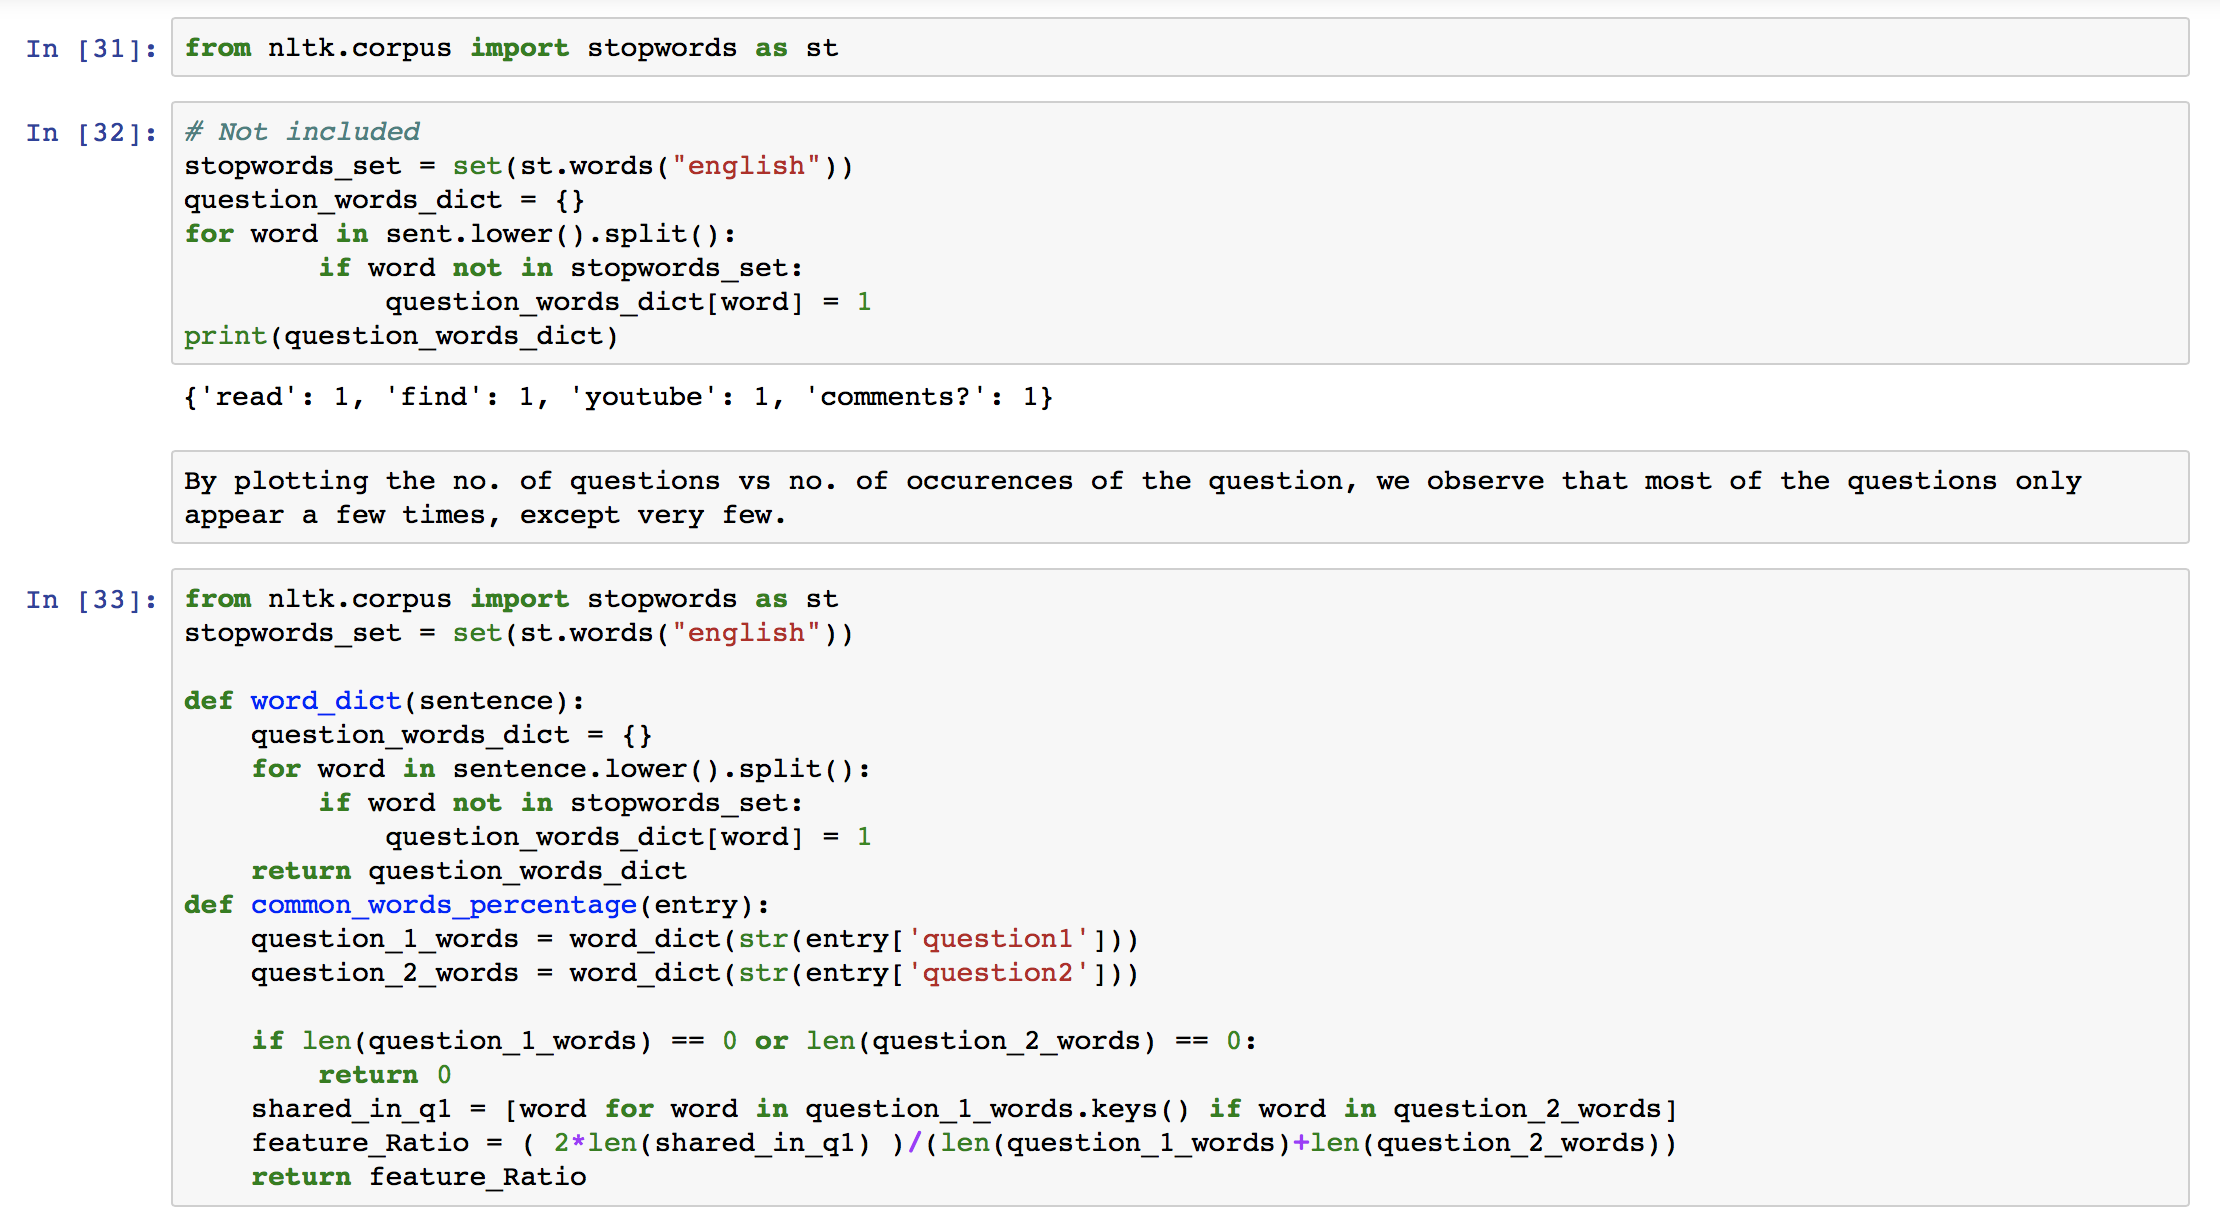 In [31]: from nltk.corpus import stopwords as st
In [32]: # Not included
stopwords_set = set(st.words("english"))
question_words_dict = {}
for word in sent.lower().split():
        if word not in stopwords_set:
            question_words_dict[word] = 1
print(question_words_dict)
{'read': 1, 'find': 1, 'youtube': 1, 'comments?': 1}
By plotting the no. of questions vs no. of occurences of the question, we observe that most of the questions only
appear a few times, except very few.
In [33]: from nltk.corpus import stopwords as st
stopwords_set = set(st.words("english"))
def word_dict(sentence):
    question_words_dict = {}
    for word in sentence.lower().split():
        if word not in stopwords_set:
            question_words_dict[word] = 1
    return question_words_dict
def common_words_percentage(entry):
    question_1_words = word_dict(str(entry['question1']))
    question_2_words = word_dict(str(entry['question2']))
    if len(question_1_words) == 0 or len(question_2_words) == 0:
        return 0
    shared_in_q1 = [word for word in question_1_words.keys() if word in question_2_words]
    feature_Ratio = ( 2*len(shared_in_q1) )/(len(question_1_words)+len(question_2_words))
    return feature_Ratio